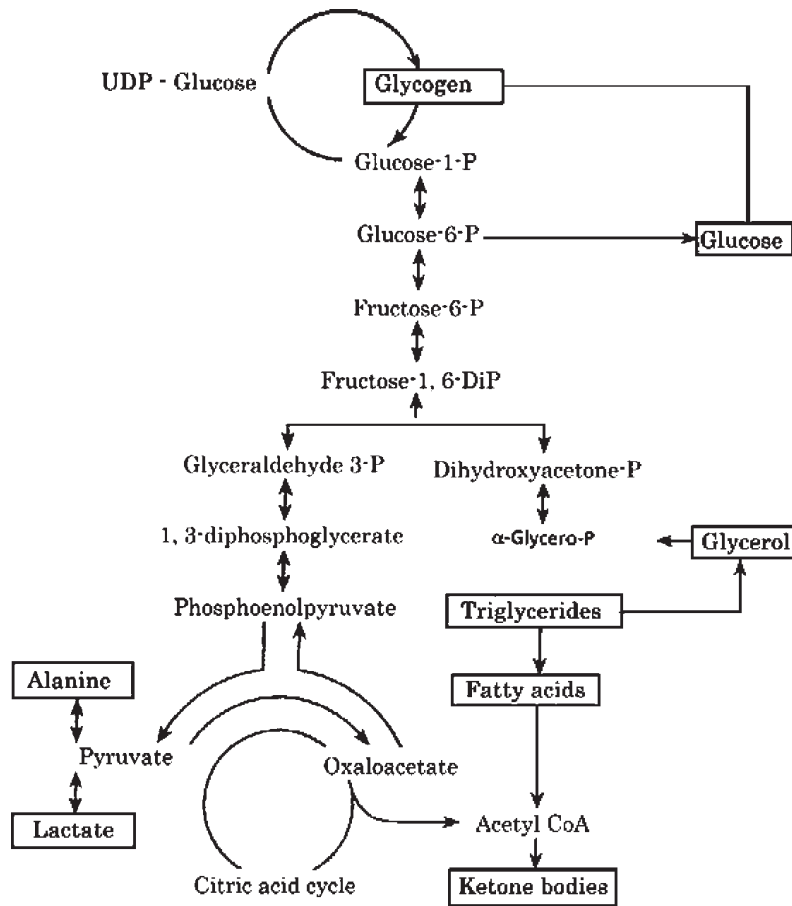 UDP - Glucose
Glycogen
Glucose-1-P
Glucose-6-P
Glucose
Fructose-6-P
Fructose-1, 6-DiP
Glyceraldehyde 3-P
Dihydroxyacetone-P
1, 3-diphosphoglycerate
α-Glycero-P
Glycerol
Phosphoenolpyruvate
Triglycerides
Alanine
Fatty acids
Pyruvate
Oxaloacetate
Lactate
Acetyl CoA
Citric acid cycle
Ketone bodies